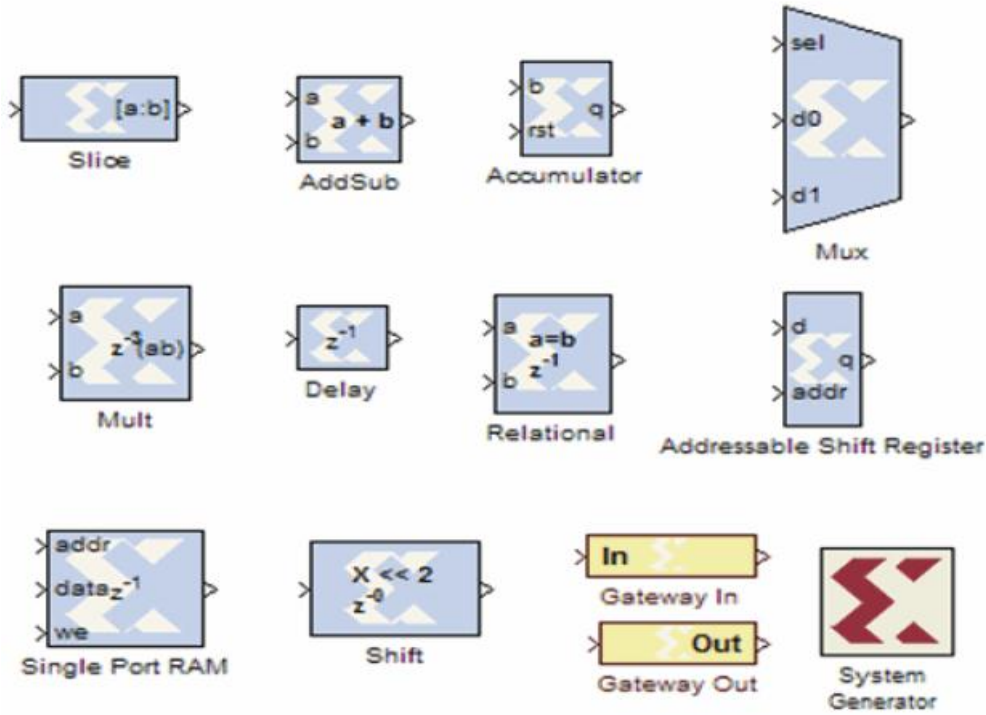 [a:b]
Slice
a
b
a + b
AddSub
b
rst
q
Accumulator
sel
d0
d1
Mux
a
b
(ab)
Mult
z⁻¹
Delay
a
b
a=b
z⁻¹
Relational
d
addr
q
Addressable Shift Register
addr
data
we
z⁻¹
Single Port RAM
X << 2
z⁻⁰
Shift
In
Gateway In
Out
Gateway Out
System
Generator